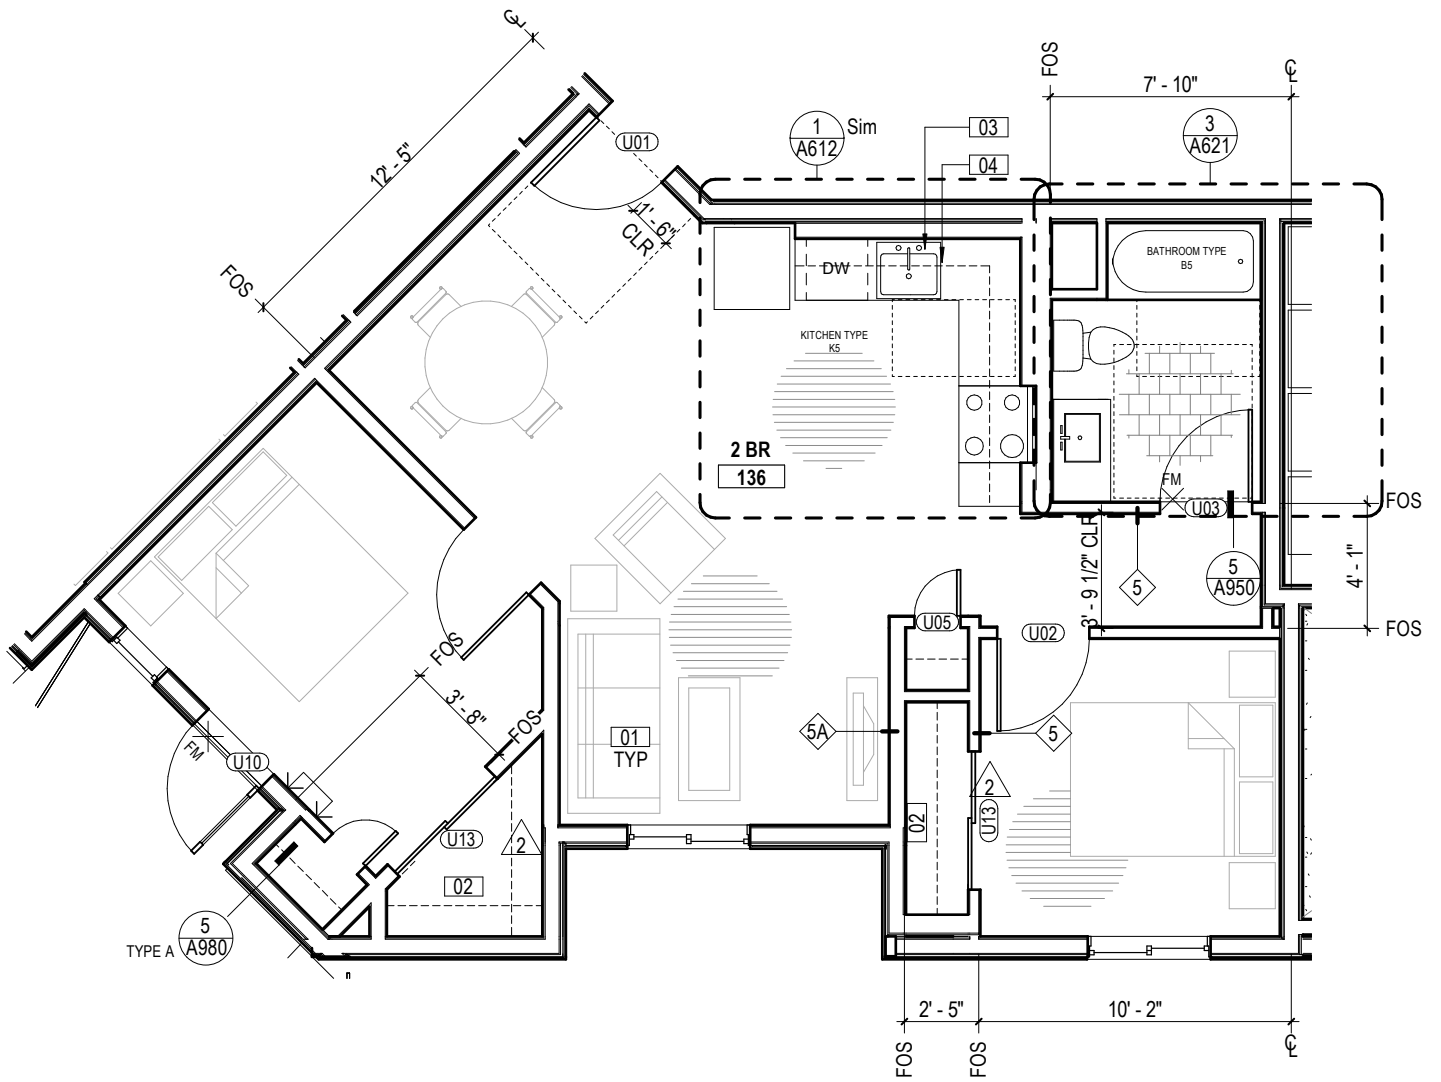 CL
12' - 5"
FOS
U01
1' - 6"
CLR
1
A612
Sim
03
04
FOS
7' - 10"
CL
3
A621
DW
KITCHEN TYPE
K5
BATHROOM TYPE
B5
2 BR
136
FM
U03
FOS
4' - 1"
FOS
3' - 9 1/2" CLR
5
5
A950
U05
U02
FOS
3' - 8"
FOS
FM
U10
01
TYP
5A
5
2
U13
02
U13
2
02
5
A980
TYPE A
n
2' - 5"
10' - 2"
FOS
FOS
CL